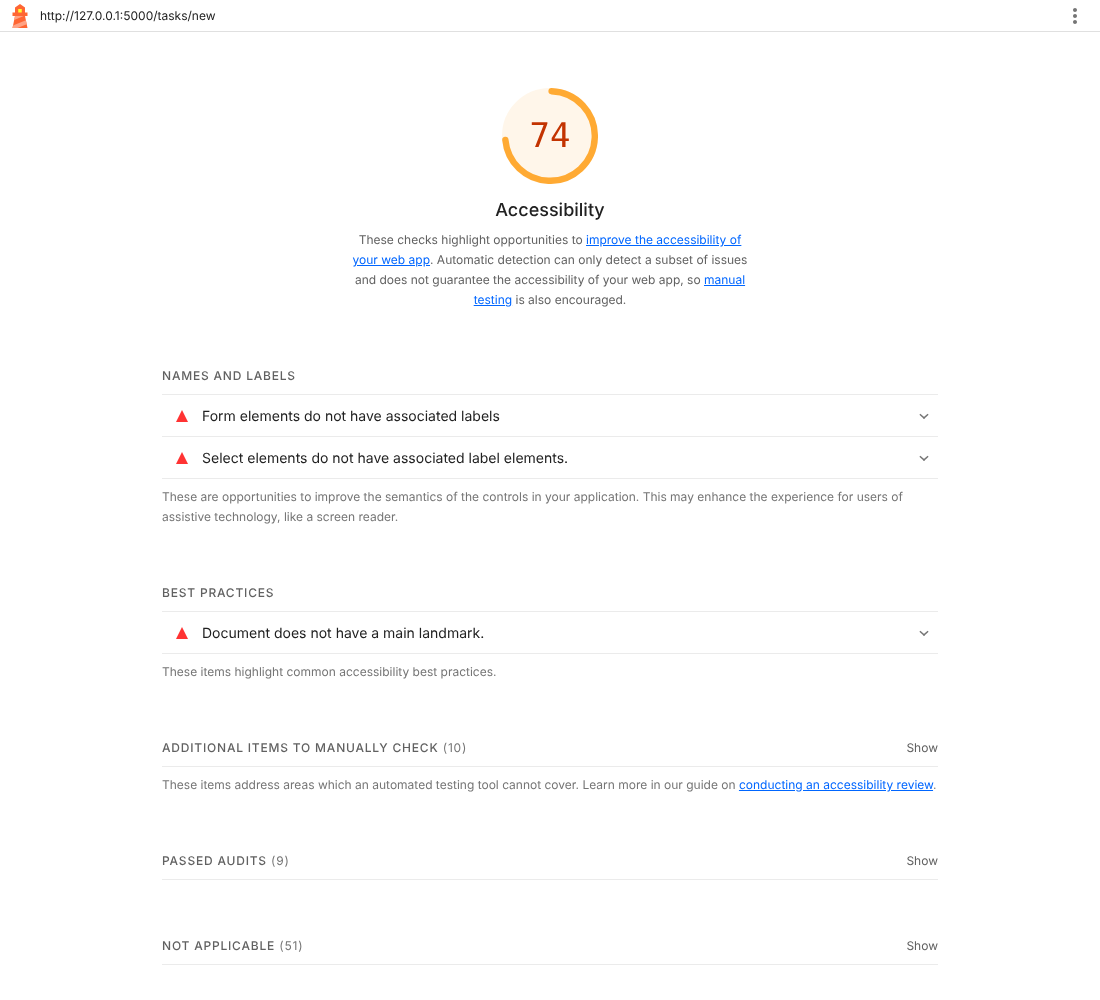 http://127.0.0.1:5000/tasks/new
74
Accessibility
These checks highlight opportunities to improve the accessibility of
your web app. Automatic detection can only detect a subset of issues
and does not guarantee the accessibility of your web app, so manual
testing is also encouraged.
NAMES AND LABELS
Form elements do not have associated labels
Select elements do not have associated label elements.
These are opportunities to improve the semantics of the controls in your application. This may enhance the experience for users of
assistive technology, like a screen reader.
BEST PRACTICES
Document does not have a main landmark.
These items highlight common accessibility best practices.
ADDITIONAL ITEMS TO MANUALLY CHECK (10) Show
These items address areas which an automated testing tool cannot cover. Learn more in our guide on conducting an accessibility review.
PASSED AUDITS (9) Show
NOT APPLICABLE (51) Show